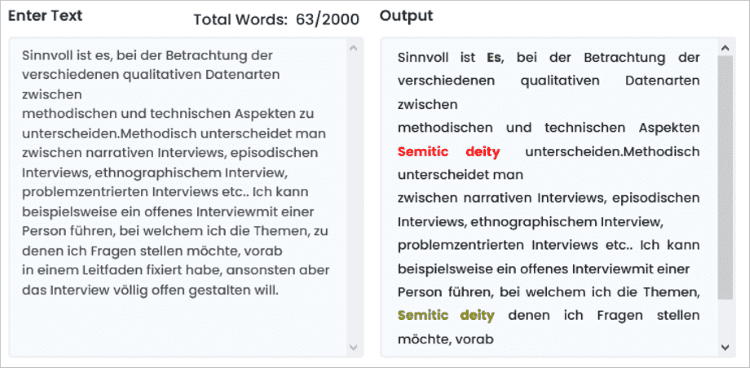 Enter Text
Total Words: 63/2000
Sinnvoll ist es, bei der Betrachtung der
verschiedenen qualitativen Datenarten
zwischen
methodischen und technischen Aspekten zu
unterscheiden.Methodisch unterscheidet man
zwischen narrativen Interviews, episodischen
Interviews, ethnographischem Interview,
problemzentrierten Interviews etc.. Ich kann
beispielsweise ein offenes Interviewmit einer
Person führen, bei welchem ich die Themen, zu
denen ich Fragen stellen möchte, vorab
in einem Leitfaden fixiert habe, ansonsten aber
das Interview völlig offen gestalten will.
Output
Sinnvoll ist Es, bei der Betrachtung der
verschiedenen qualitativen Datenarten
zwischen
methodischen und technischen Aspekten
Semitic deity unterscheiden.Methodisch
unterscheidet man
zwischen narrativen Interviews, episodischen
Interviews, ethnographischem Interview,
problemzentrierten Interviews etc.. Ich kann
beispielsweise ein offenes Interviewmit einer
Person führen, bei welchem ich die Themen,
Semitic deity denen ich Fragen stellen
möchte, vorab